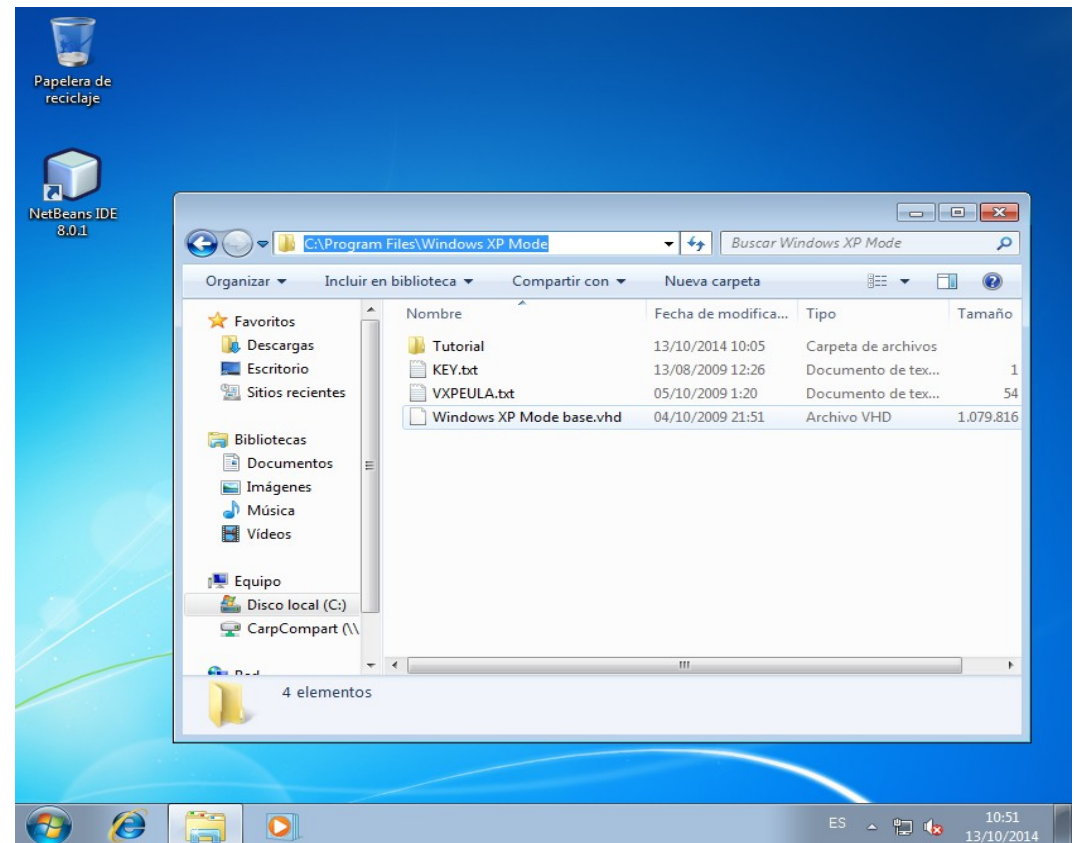 Papelera de
reciclaje
NetBeans IDE
8.0.1
C:\Program Files\Windows XP Mode
Buscar Windows XP Mode
Organizar
Incluir en biblioteca
Compartir con
Nueva carpeta
Favoritos
Descargas
Escritorio
Sitios recientes
Bibliotecas
Documentos
Imágenes
Música
Vídeos
Equipo
Disco local (C:)
CarpCompart (\\
Nombre Fecha de modifica... Tipo Tamaño
Tutorial 13/10/2014 10:05 Carpeta de archivos
KEY.txt 13/08/2009 12:26 Documento de tex... 1
VXPEULA.txt 05/10/2009 1:20 Documento de tex... 54
Windows XP Mode base.vhd 04/10/2009 21:51 Archivo VHD 1.079.816
4 elementos
ES
10:51
13/10/2014